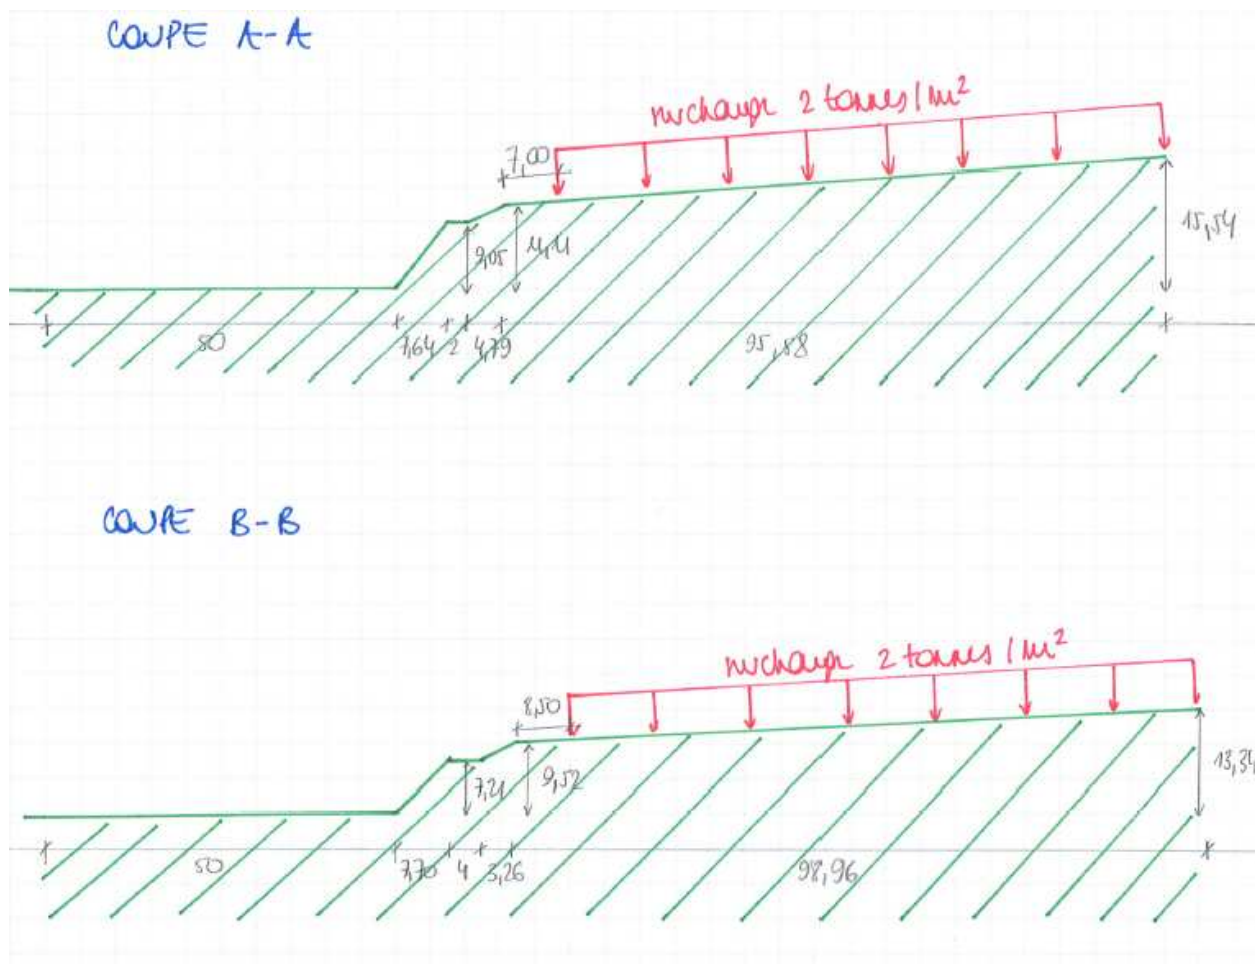 COUPE A-A
surcharge 2 tonnes/m²
7,00
15,54
9,05
11,11
50
7,64 2 4,79
95,88
COUPE B-B
surcharge 2 tonnes/m²
8,50
13,34
7,21
9,52
50
7,70 4 3,26
98,96